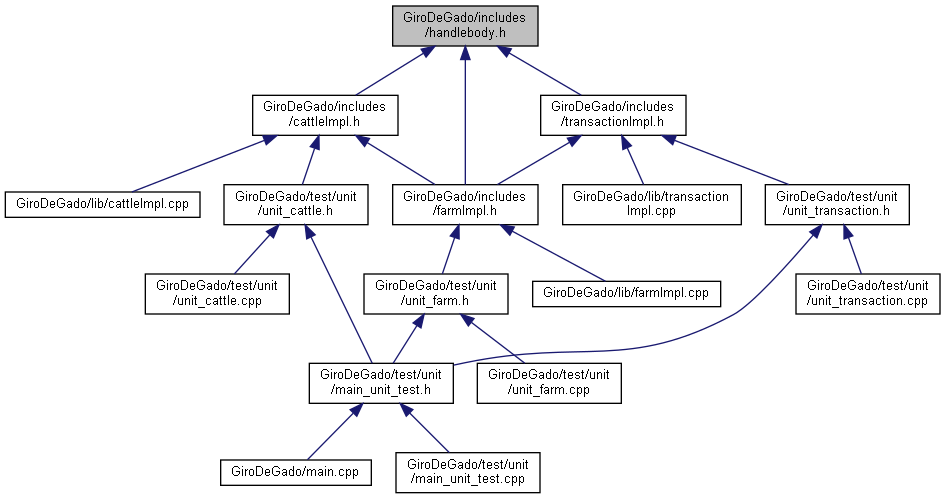 GiroDeGado/includes
/handlebody.h
GiroDeGado/includes
/cattleImpl.h
GiroDeGado/includes
/transactionImpl.h
GiroDeGado/lib/cattleImpl.cpp
GiroDeGado/test/unit
/unit_cattle.h
GiroDeGado/includes
/farmImpl.h
GiroDeGado/lib/transaction
Impl.cpp
GiroDeGado/test/unit
/unit_transaction.h
GiroDeGado/test/unit
/unit_cattle.cpp
GiroDeGado/test/unit
/unit_farm.h
GiroDeGado/lib/farmImpl.cpp
GiroDeGado/test/unit
/unit_transaction.cpp
GiroDeGado/test/unit
/main_unit_test.h
GiroDeGado/test/unit
/unit_farm.cpp
GiroDeGado/main.cpp
GiroDeGado/test/unit
/main_unit_test.cpp